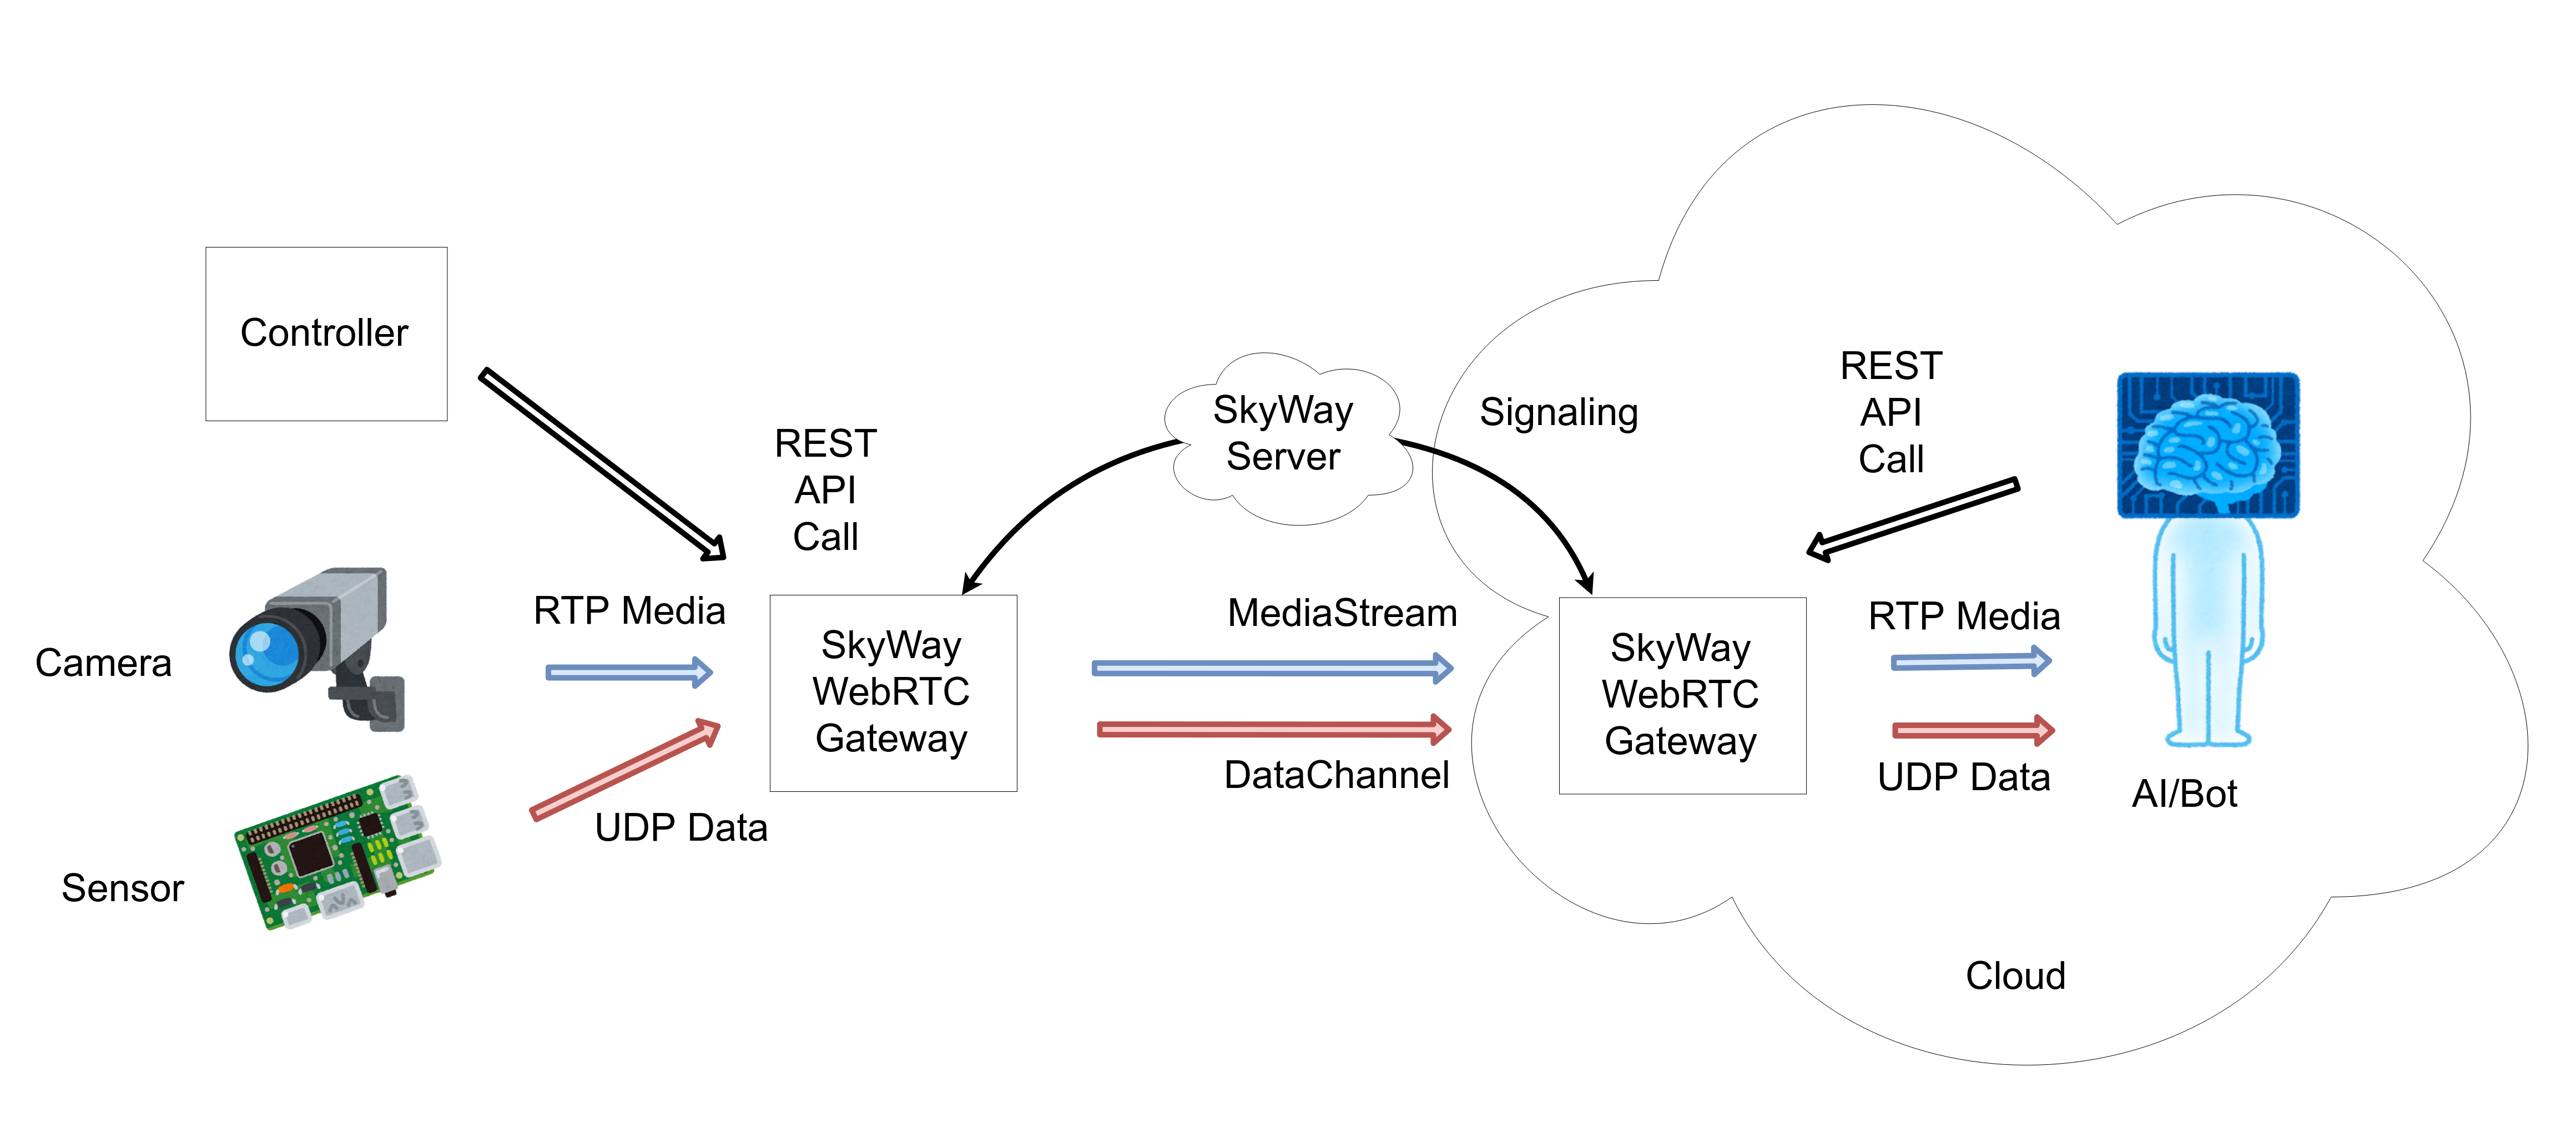 Controller
REST
API
Call
SkyWay
Server
Signaling
REST
API
Call
Camera
RTP Media
SkyWay
WebRTC
Gateway
MediaStream
DataChannel
SkyWay
WebRTC
Gateway
RTP Media
UDP Data
AI/Bot
Sensor
UDP Data
Cloud